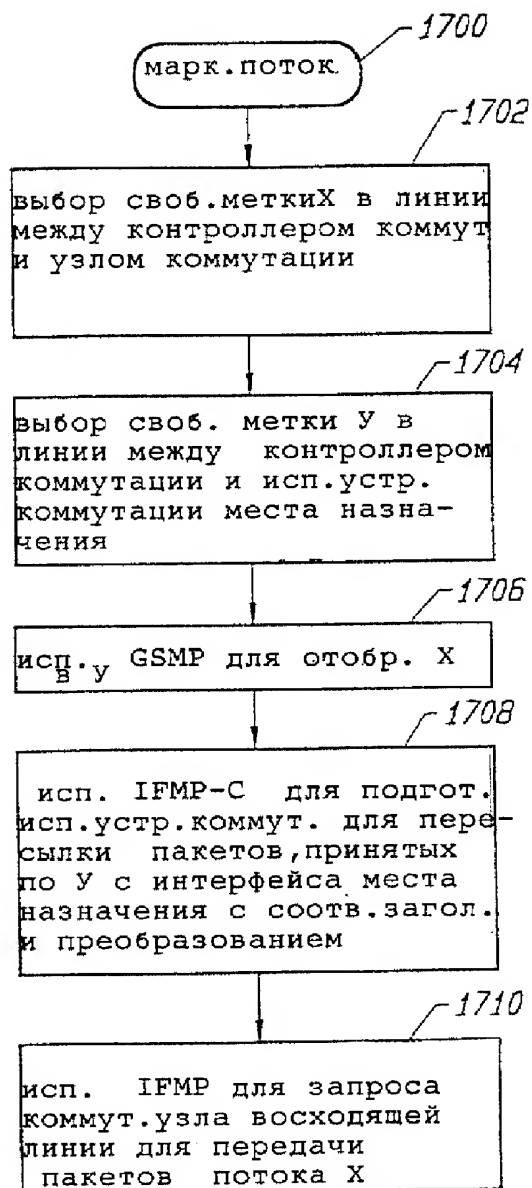 1700
марк.поток.
1702
выбор своб.меткиX в линии
между контроллером коммут
и узлом коммутации
1704
выбор своб. метки У в
линии между контроллером
коммутации и исп.устр.
коммутации места назна-
чения
1706
исп. GSMP для отобр. X
в у
1708
исп. IFMP-C для подгот.
исп.устр.коммут. для пере-
сылки пакетов,принятых
по У с интерфейса места
назначения с соотв.загол.
и преобразованием
1710
исп. IFMP для запроса
коммут.узла восходящей
линии для передачи
пакетов потока X